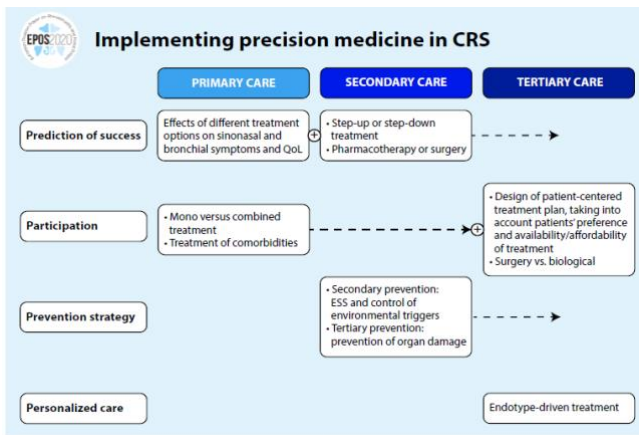 EPOS2020
Implementing precision medicine in CRS
PRIMARY CARE
SECONDARY CARE
TERTIARY CARE
Prediction of success
Effects of different treatment
options on sinonasal and
bronchial symptoms and QoL
• Step-up or step-down
treatment
• Pharmacotherapy or surgery
Participation
• Mono versus combined
treatment
• Treatment of comorbidities
• Design of patient-centered
treatment plan, taking into
account patients' preference
and availability/affordability
of treatment
• Surgery vs. biological
Prevention strategy
• Secondary prevention:
ESS and control of
environmental triggers
• Tertiary prevention:
prevention of organ damage
Personalized care
Endotype-driven treatment